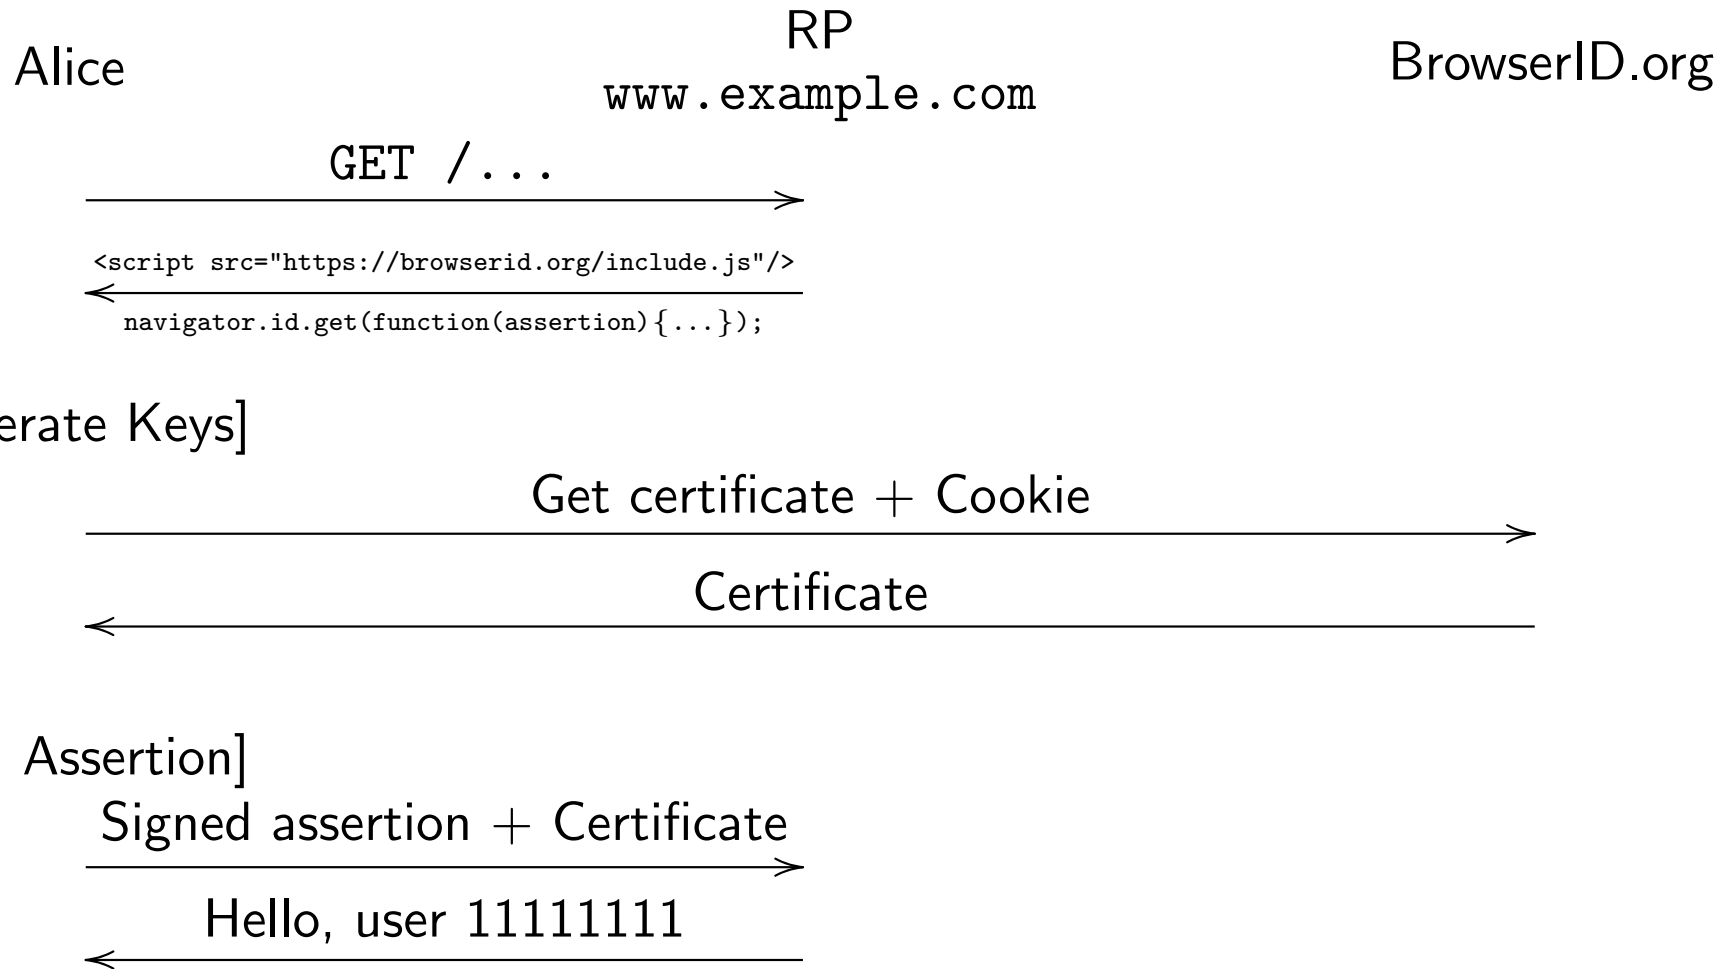 Alice
RP
www.example.com
BrowserID.org
GET /...
<script src="https://browserid.org/include.js"/>
navigator.id.get(function(assertion){...});
erate Keys]
Get certificate + Cookie
Certificate
Assertion]
Signed assertion + Certificate
Hello, user 11111111